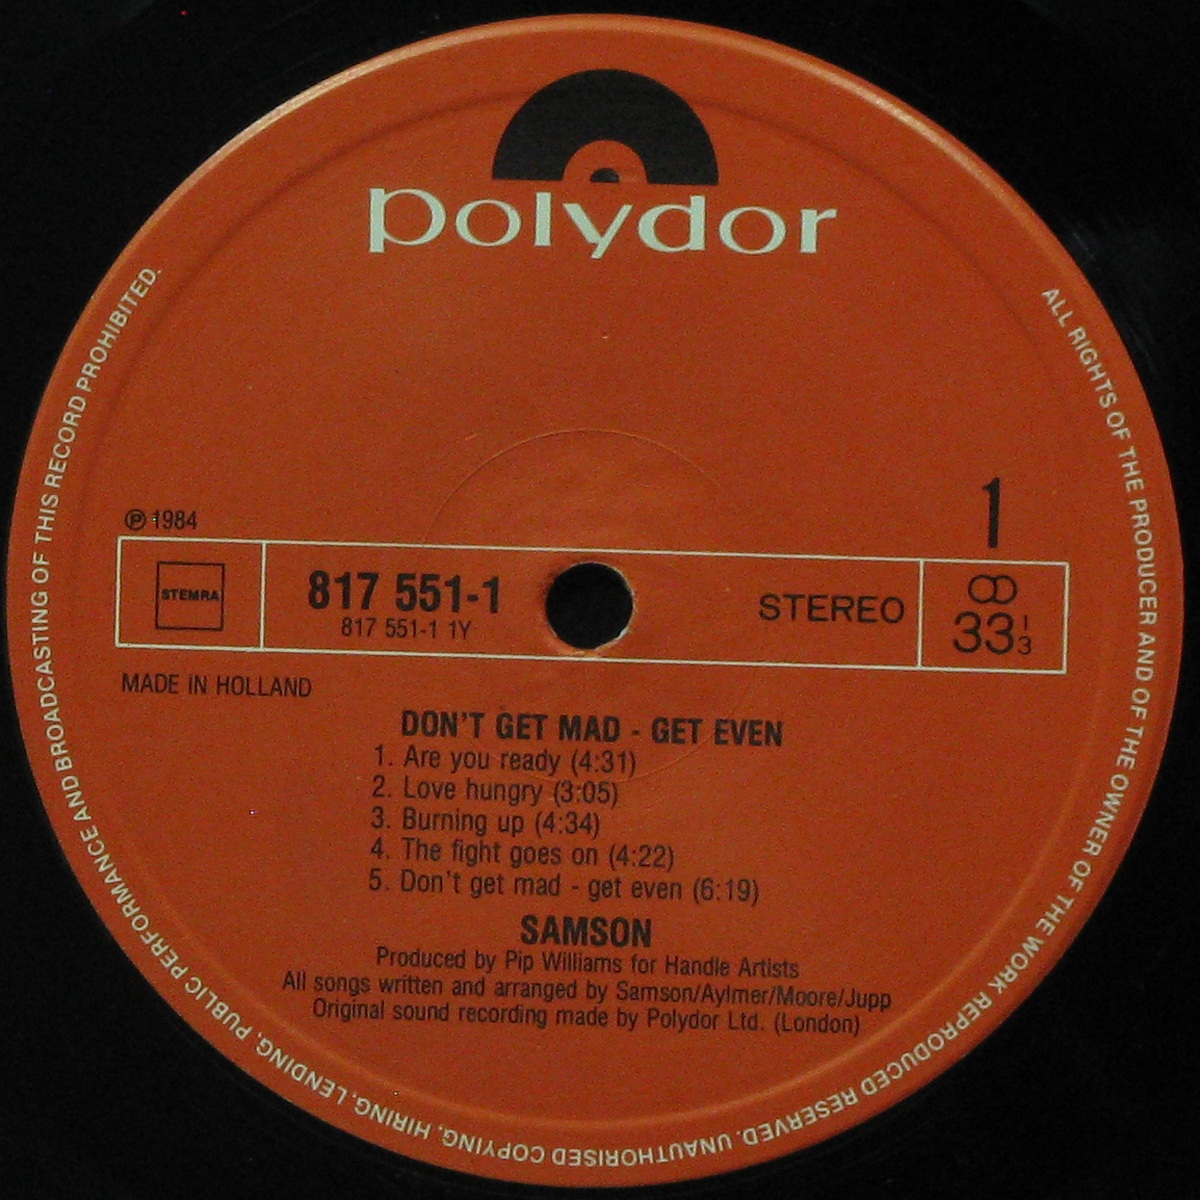 polydor
℗ 1984
1
STEMRA
817 551-1
817 551-1 1Y
STEREO
33 1/3
MADE IN HOLLAND
DON'T GET MAD - GET EVEN
1. Are you ready (4:31)
2. Love hungry (3:05)
3. Burning up (4:34)
4. The fight goes on (4:22)
5. Don't get mad - get even (6:19)
SAMSON
Produced by Pip Williams for Handle Artists
All songs written and arranged by Samson/Aylmer/Moore/Jupp
Original sound recording made by Polydor Ltd. (London)
ALL RIGHTS OF THE PRODUCER AND OF THE OWNER OF THE WORK REPRODUCED RESERVED. UNAUTHORISED COPYING, HIRING, LENDING, PUBLIC PERFORMANCE AND BROADCASTING OF THIS RECORD PROHIBITED.